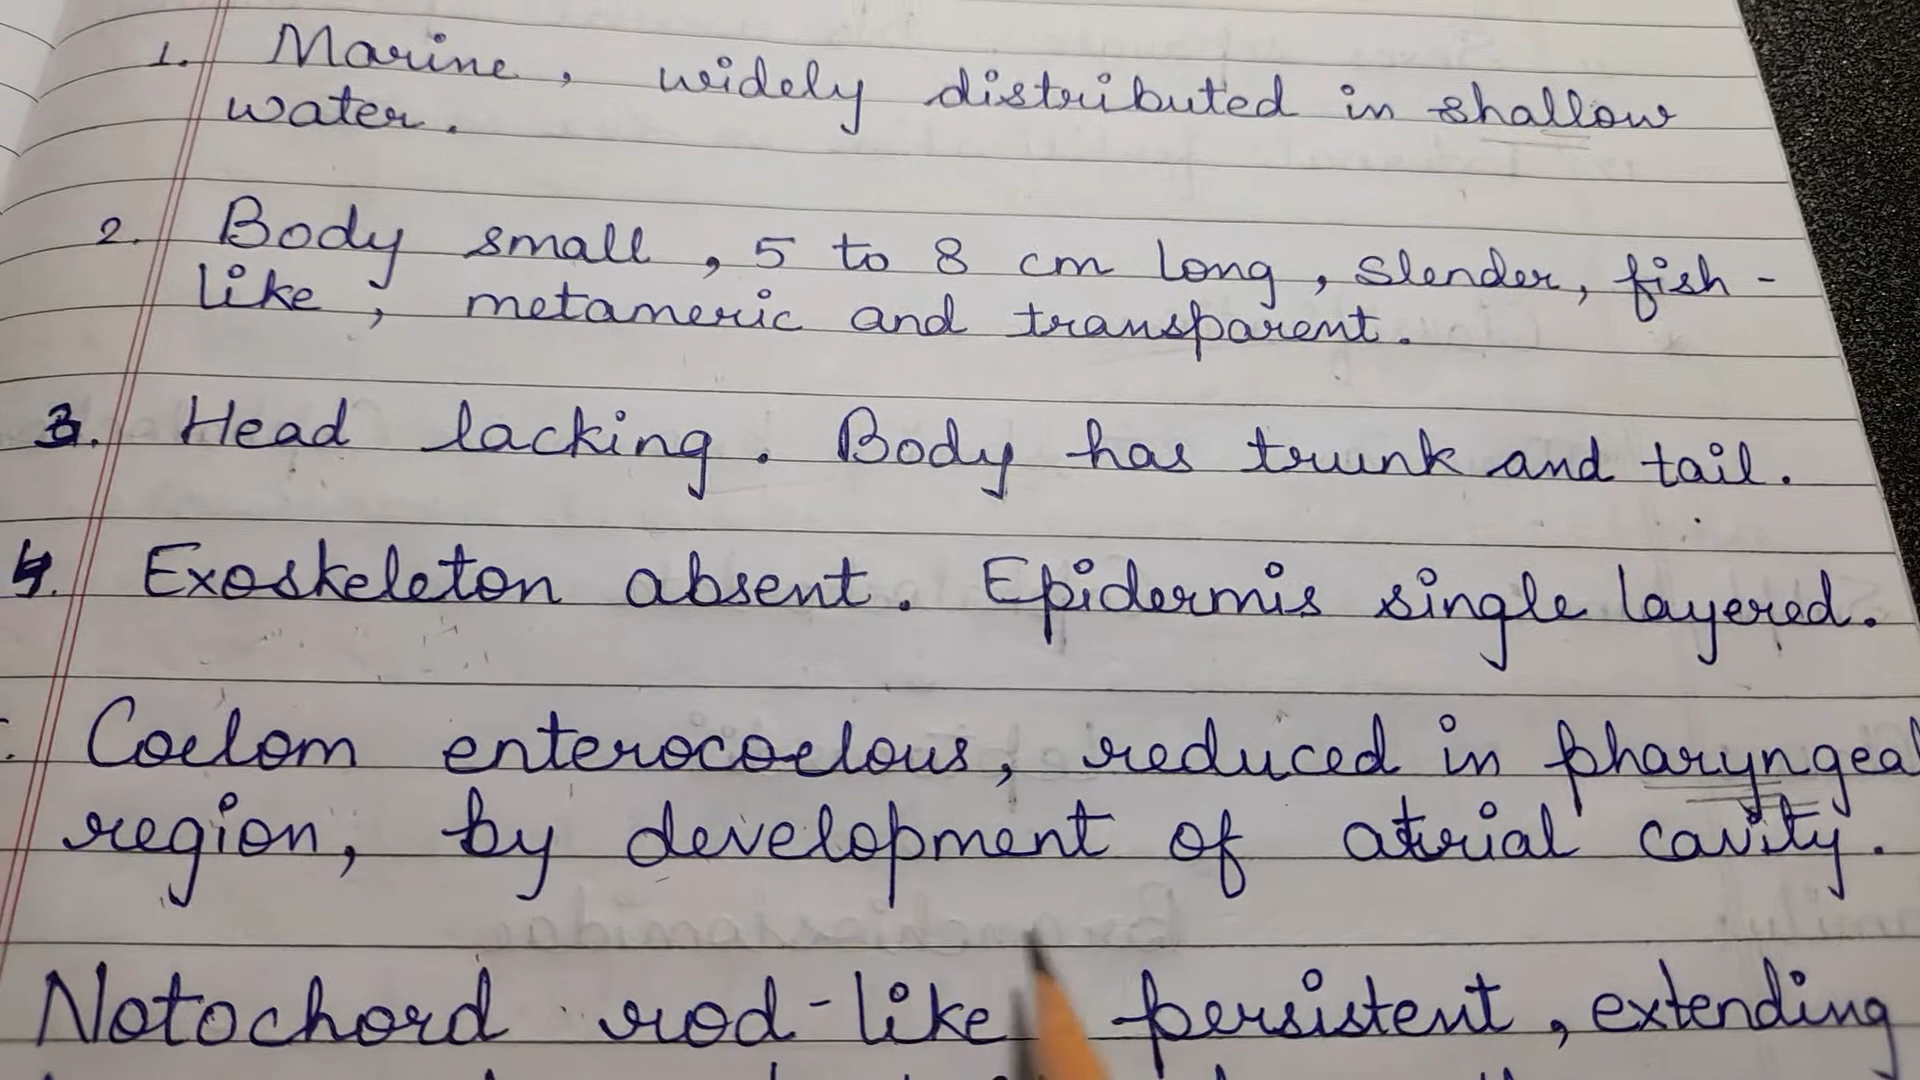 1. Marine, widely distributed in shallow
water.
2. Body small, 5 to 8 cm long, slender, fish -
like, metameric and transparent.
3. Head lacking. Body has trunk and tail.
4. Exoskeleton absent. Epidermis single layered.
Coelom enterocoelous, reduced in pharyngeal
region, by development of atrial cavity.
Notochord rod-like persistent, extending